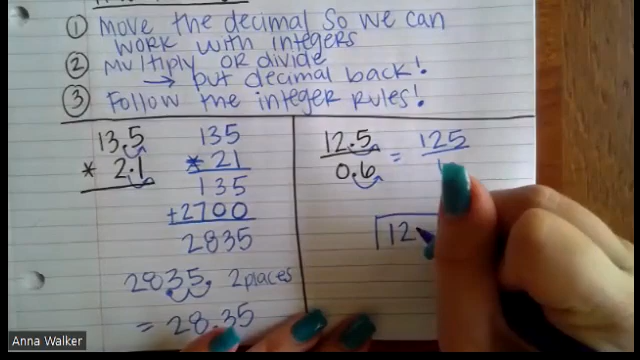 ① Move the decimal so we can
work with integers
② Multiply OR divide
→ put decimal back!
③ Follow the integer rules!
13.5
* 2.1
135
* 21
135
+2700
2835
2835, 2 places
= 28.35
12.5
0.6
= 125
12
Anna Walker